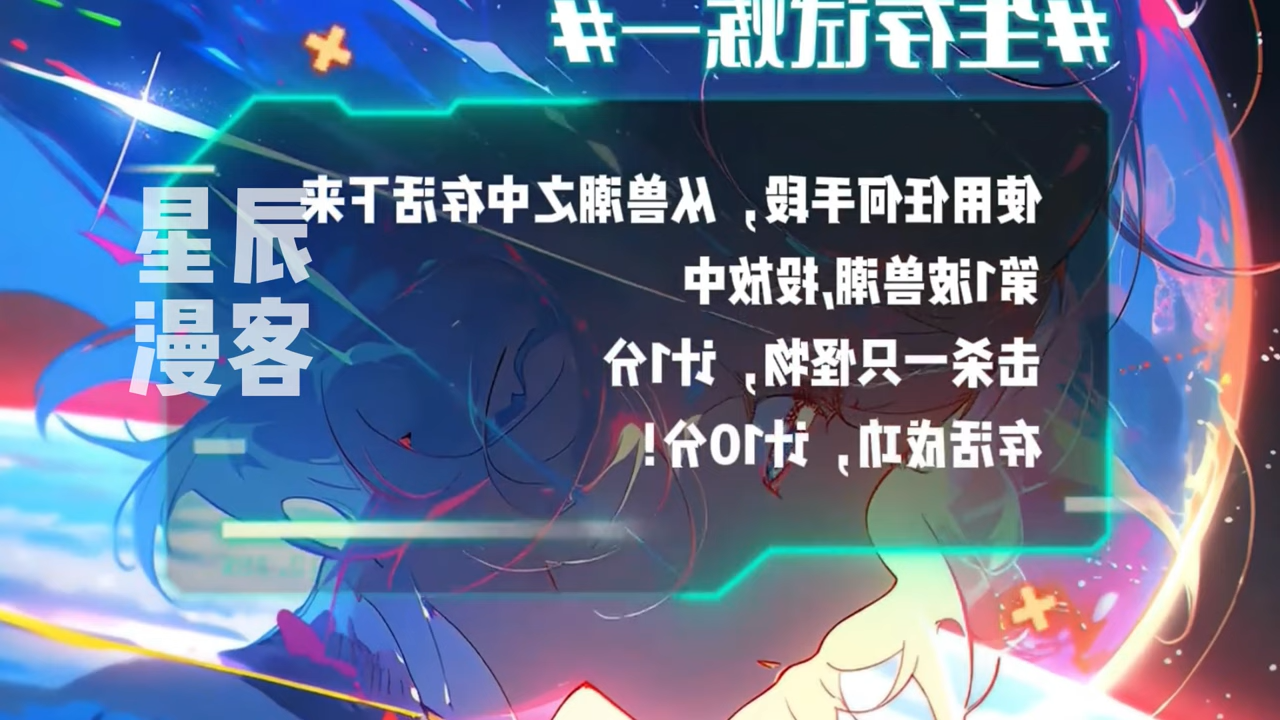 #生存试炼一#
使用任何手段，从兽潮之中存活下来
第1波兽潮,投放中
击杀一只怪物，计1分
存活成功，计10分！
星辰
漫客